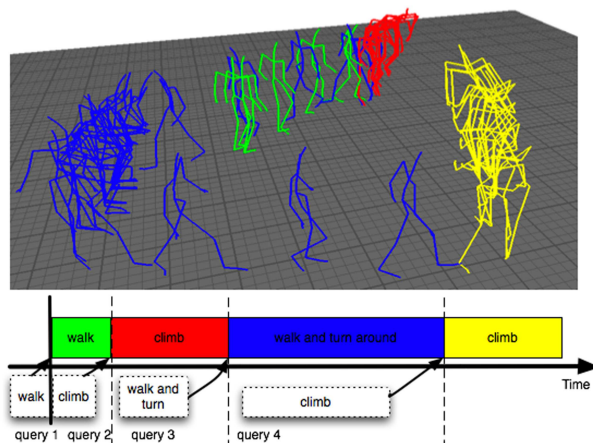 walk
climb
walk and turn around
climb
Time
walk
climb
walk and
turn
climb
query 1
query 2
query 3
query 4